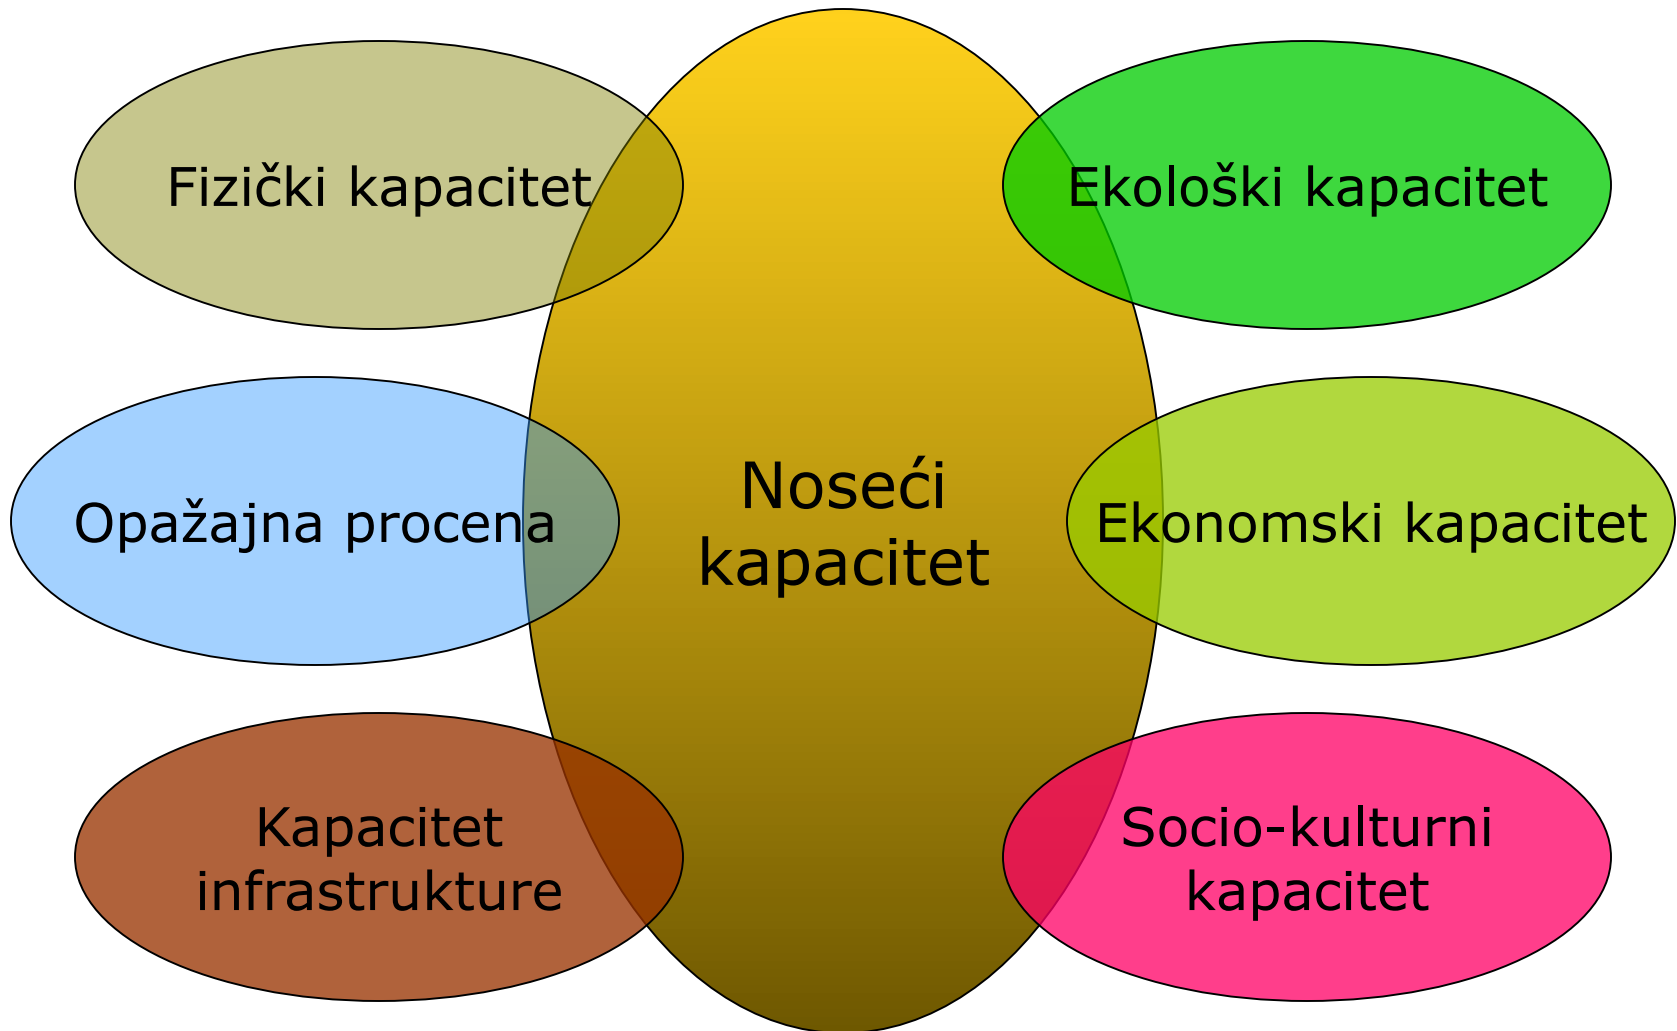 Fizički kapacitet
Ekološki kapacitet
Opažajna procena
Noseći
kapacitet
Ekonomski kapacitet
Kapacitet
infrastrukture
Socio-kulturni
kapacitet